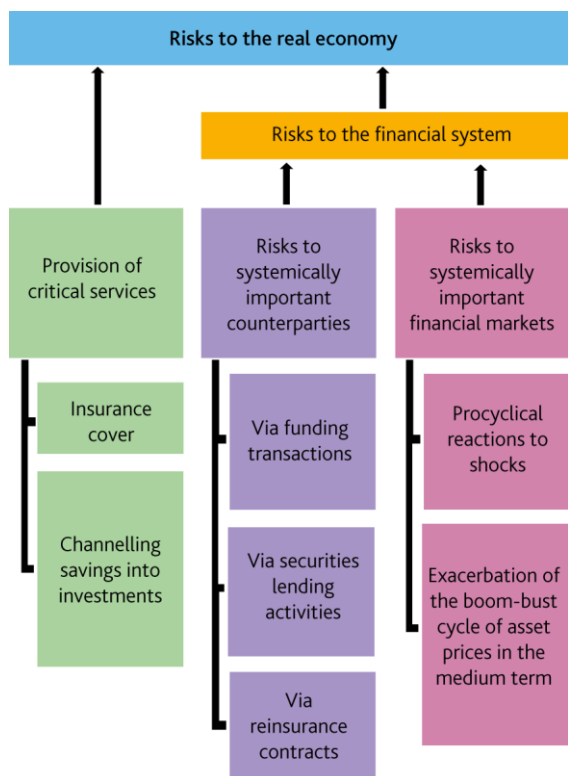 Risks to the real economy
Risks to the financial system
Provision of
critical services
Insurance
cover
Channelling
savings into
investments
Risks to
systemically
important
counterparties
Via funding
transactions
Via securities
lending
activities
Via
reinsurance
contracts
Risks to
systemically
important
financial markets
Procyclical
reactions to
shocks
Exacerbation of
the boom-bust
cycle of asset
prices in the
medium term